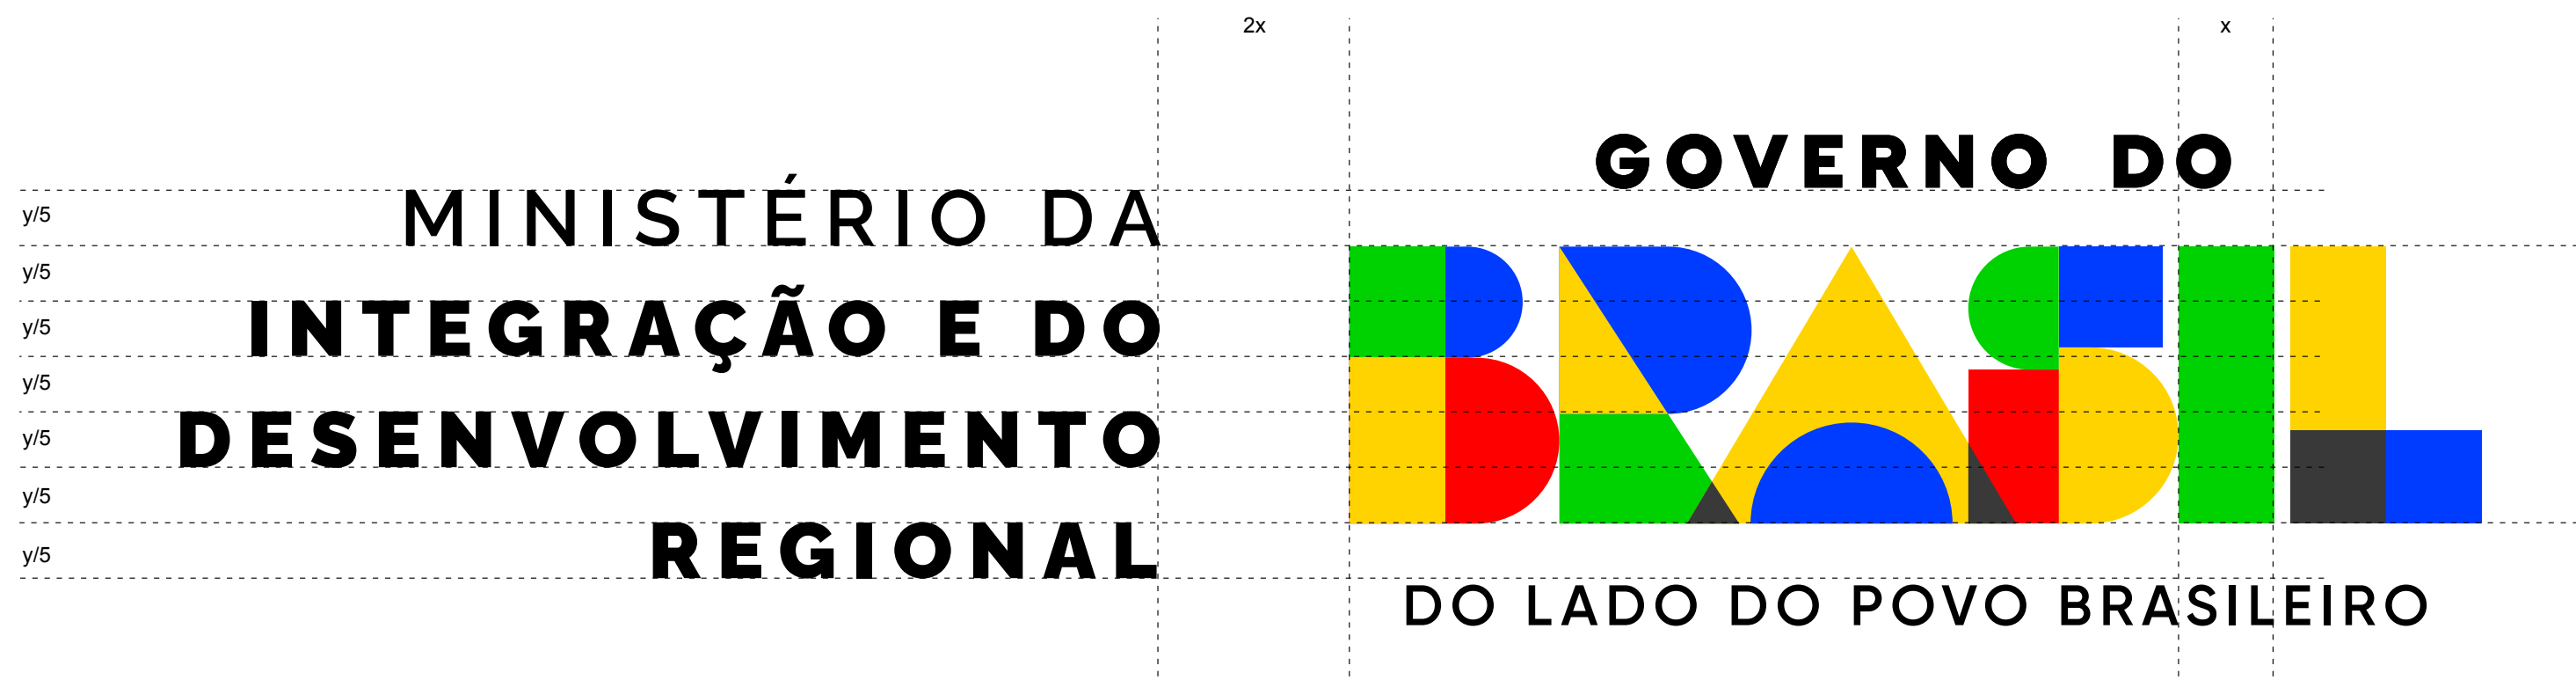 2x
x
y/5
y/5
y/5
y/5
y/5
y/5
y/5
MINISTÉRIO DA
INTEGRAÇÃO E DO
DESENVOLVIMENTO
REGIONAL
GOVERNO DO
BRASIL
DO LADO DO POVO BRASILEIRO